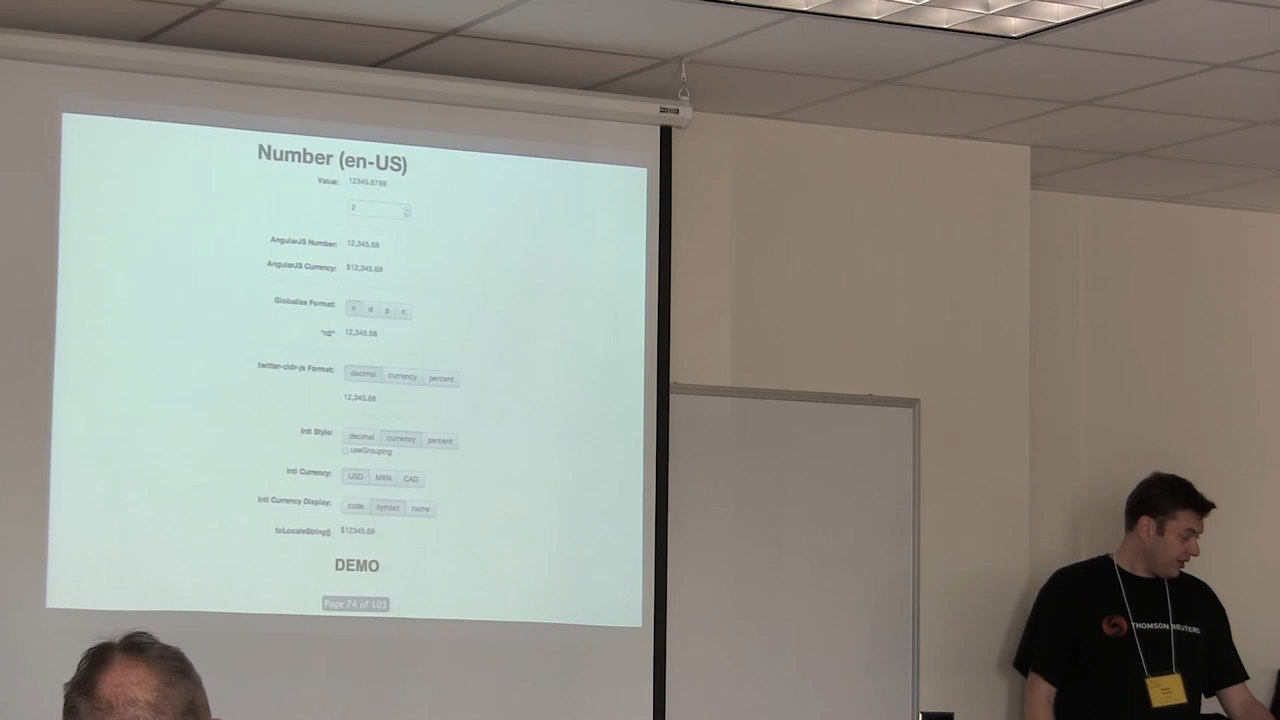 Number (en-US)
Value: 12345.6789
2
AngularJS Number: 12,345.68
AngularJS Currency: $12,345.68
Globalize Format: n d p c
"n2" 12,345.68
twitter-cldr-js Format: decimal currency percent
12,345.68
Intl Style: decimal currency percent
useGrouping
Intl Currency: USD MXN CAD
Intl Currency Display: code symbol name
toLocaleString() $12345.68
DEMO
Page 74 of 103
THOMSON REUTERS